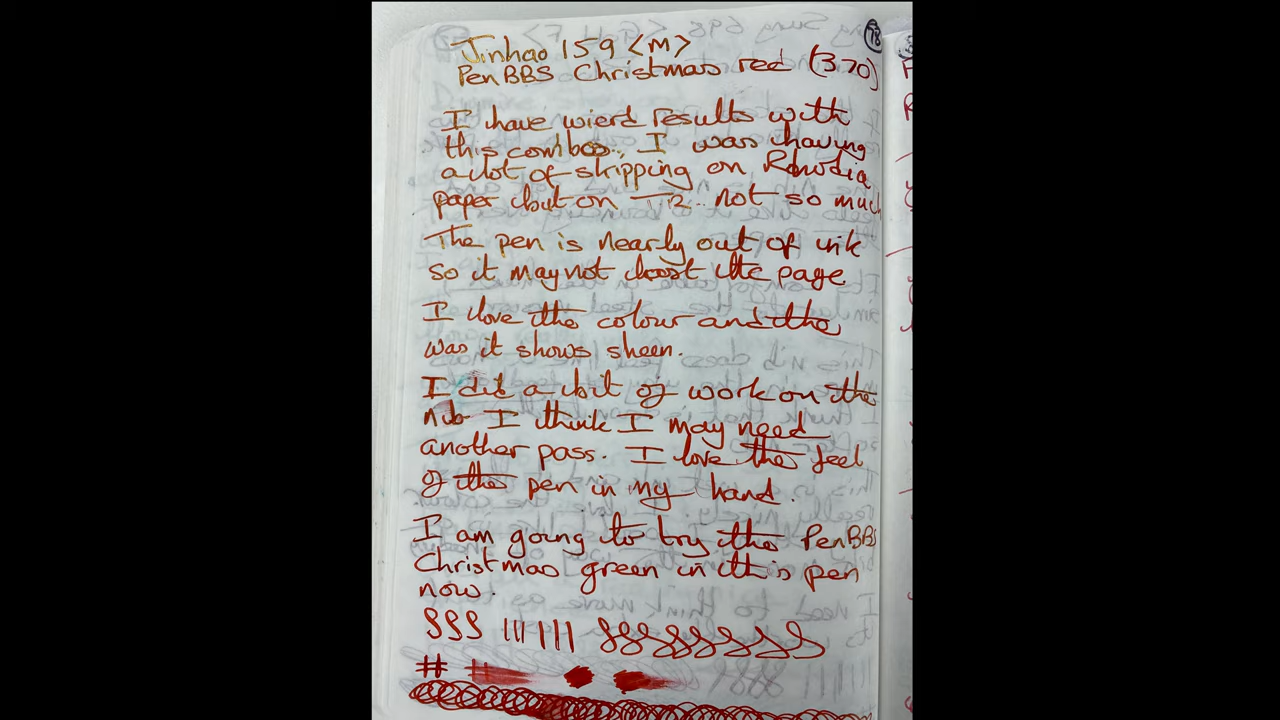 78
Jinhao 159 <M>
PenBBS Christmas red (370)
I have wierd results with
this combo.. I was having
a lot of skipping on Rhodia
paper but on T.R.. not so much
The pen is nearly out of ink
so it may not last the page.
I love the colour and the
was it shows sheen.
I did a bit of work on the
nib I think I may need
another pass. I love the feel
of the pen in my hand.
I am going to try the PenBBS
Christmas green in this pen
now.
#